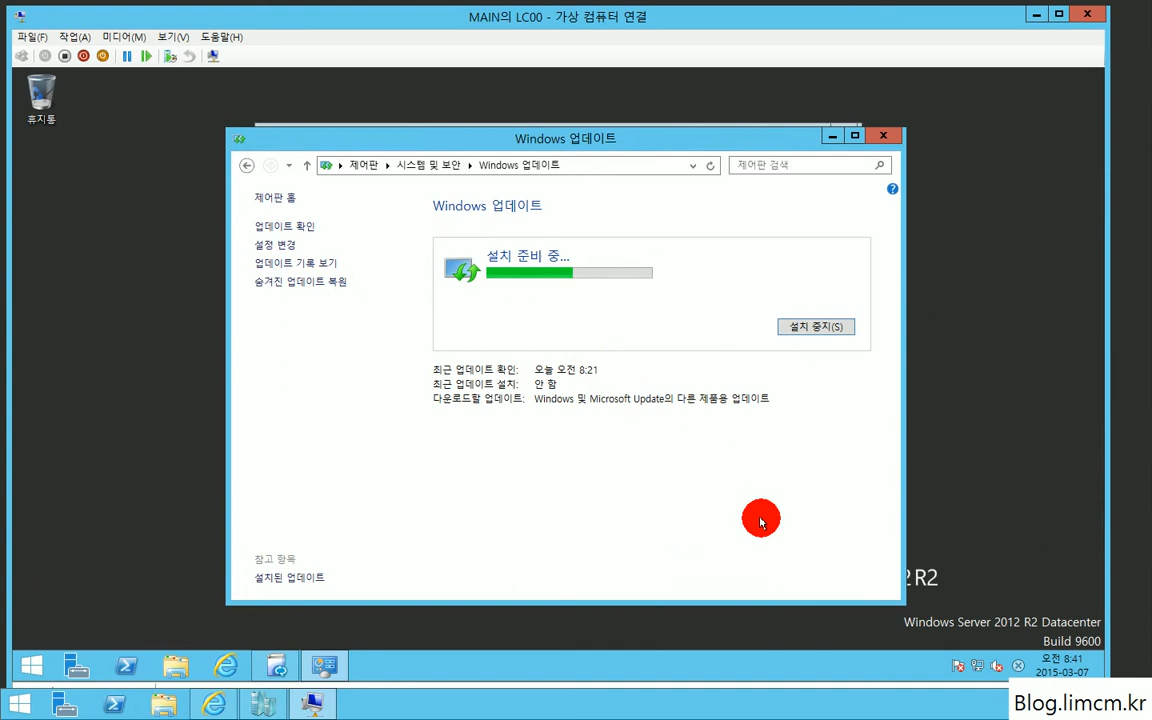 MAIN의 LC00 - 가상 컴퓨터 연결
파일(F) 작업(A) 미디어(M) 보기(V) 도움말(H)
휴지통
Windows 업데이트
제어판 시스템 및 보안 Windows 업데이트
제어판 검색
제어판 홈
업데이트 확인
설정 변경
업데이트 기록 보기
숨겨진 업데이트 복원
Windows 업데이트
설치 준비 중...
설치 중지(S)
최근 업데이트 확인: 오늘 오전 8:21
최근 업데이트 설치: 안 함
다운로드할 업데이트: Windows 및 Microsoft Update의 다른 제품용 업데이트
참고 항목
설치된 업데이트
2 R2
Windows Server 2012 R2 Datacenter
Build 9600
오전 8:41
2015-03-07
Blog.limcm.kr